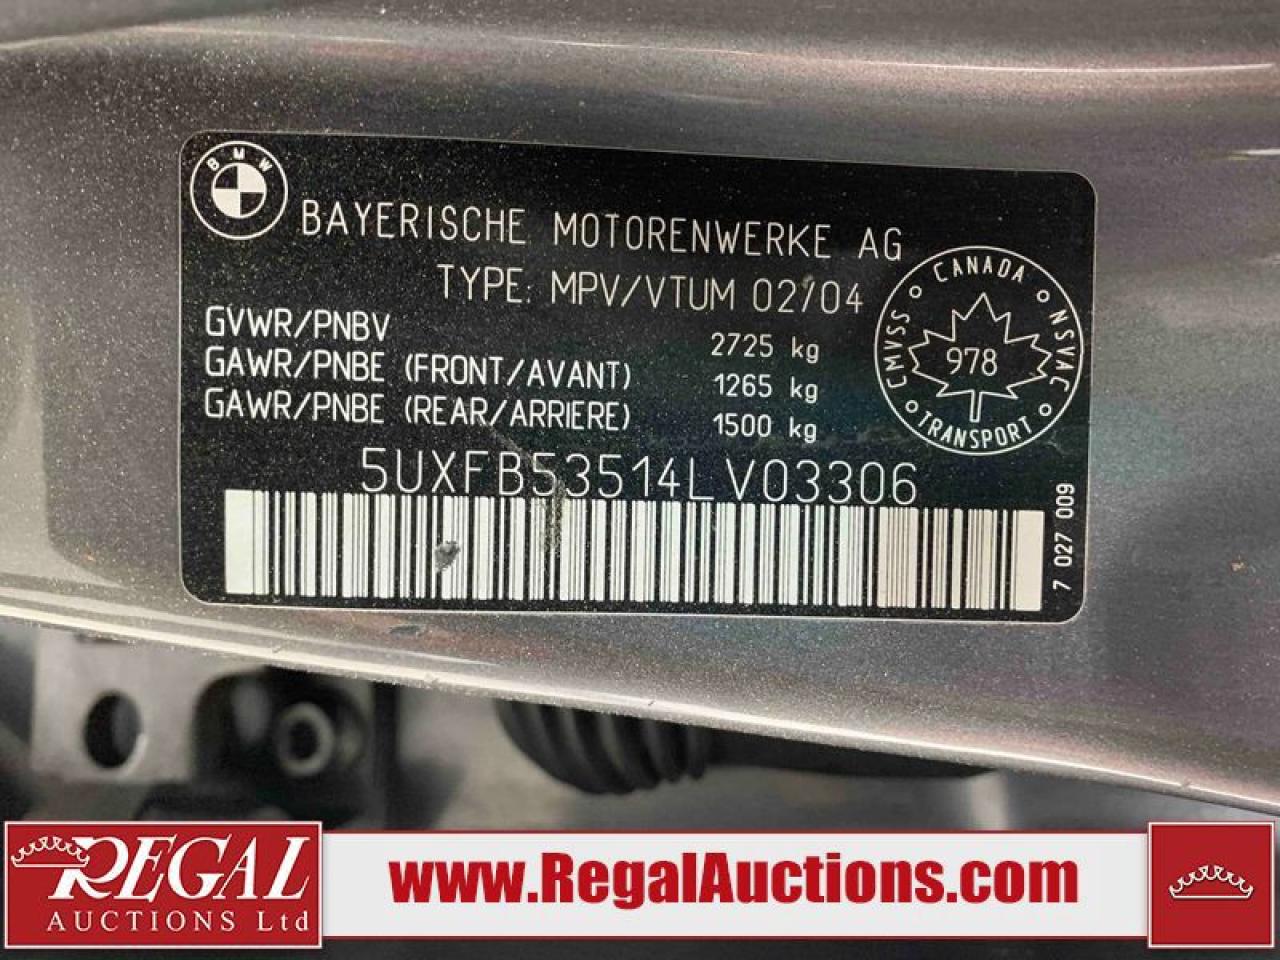 BMW
BAYERISCHE MOTORENWERKE AG
TYPE: MPV/VTUM 02/04
GVWR/PNBV 2725 kg
GAWR/PNBE (FRONT/AVANT) 1265 kg
GAWR/PNBE (REAR/ARRIERE) 1500 kg
CANADA
CMVSS
978
NSVAC
TRANSPORT
5UXFB53514LV03306
7 027 009
REGAL
AUCTIONS Ltd
www.RegalAuctions.com